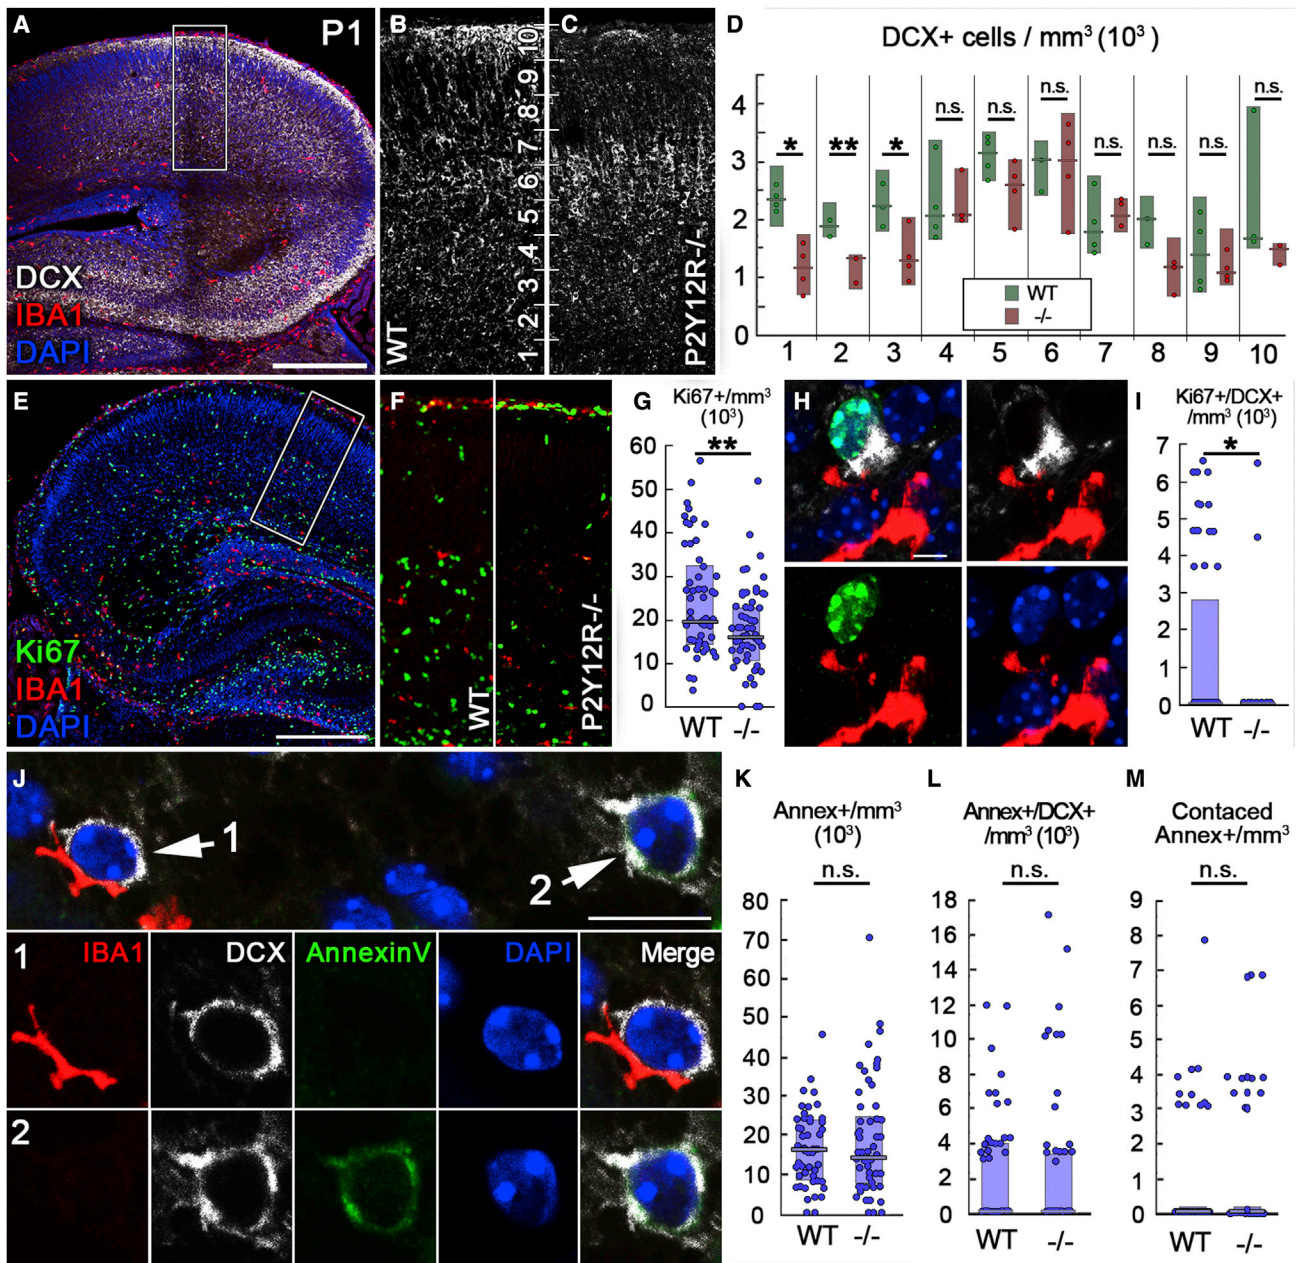 A
P1
DCX
IBA1
DAPI
B
WT
C
P2Y12R-/-
10
9
8
7
6
5
4
3
2
1
D
DCX+ cells / mm³ (10³)
4
3
2
1
0
* ** * n.s. n.s. n.s. n.s. n.s. n.s. n.s.
WT
-/-
1 2 3 4 5 6 7 8 9 10
E
Ki67
IBA1
DAPI
F
WT
P2Y12R-/-
G
Ki67+/mm³
(10³)
**
60
50
40
30
20
10
0
WT -/-
H
I
Ki67+/DCX+
/mm³ (10³)
*
7
6
5
4
3
2
1
0
WT -/-
J
1
2
1 IBA1 DCX AnnexinV DAPI Merge
2
K
Annex+/mm³
(10³)
n.s.
80
70
60
50
40
30
20
10
0
WT -/-
L
Annex+/DCX+
/mm³ (10³)
n.s.
18
16
14
12
10
8
6
4
2
0
WT -/-
M
Contaced
Annex+/mm³
n.s.
9
8
7
6
5
4
3
2
1
0
WT -/-